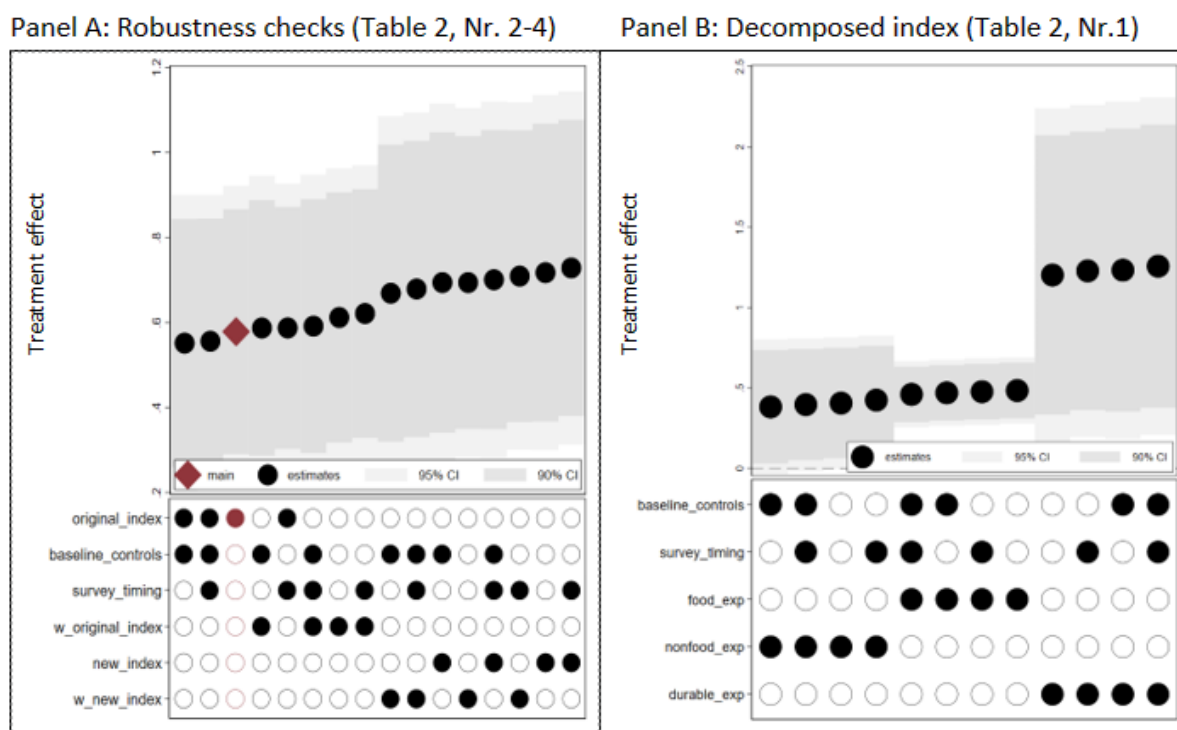 Panel A: Robustness checks (Table 2, Nr. 2-4)
Treatment effect
1.2
1
.8
.6
.4
.2
main
estimates
95% CI
90% CI
original_index
baseline_controls
survey_timing
w_original_index
new_index
w_new_index
Panel B: Decomposed index (Table 2, Nr.1)
Treatment effect
2.5
2
1.5
1
.5
0
estimates
95% CI
90% CI
baseline_controls
survey_timing
food_exp
nonfood_exp
durable_exp